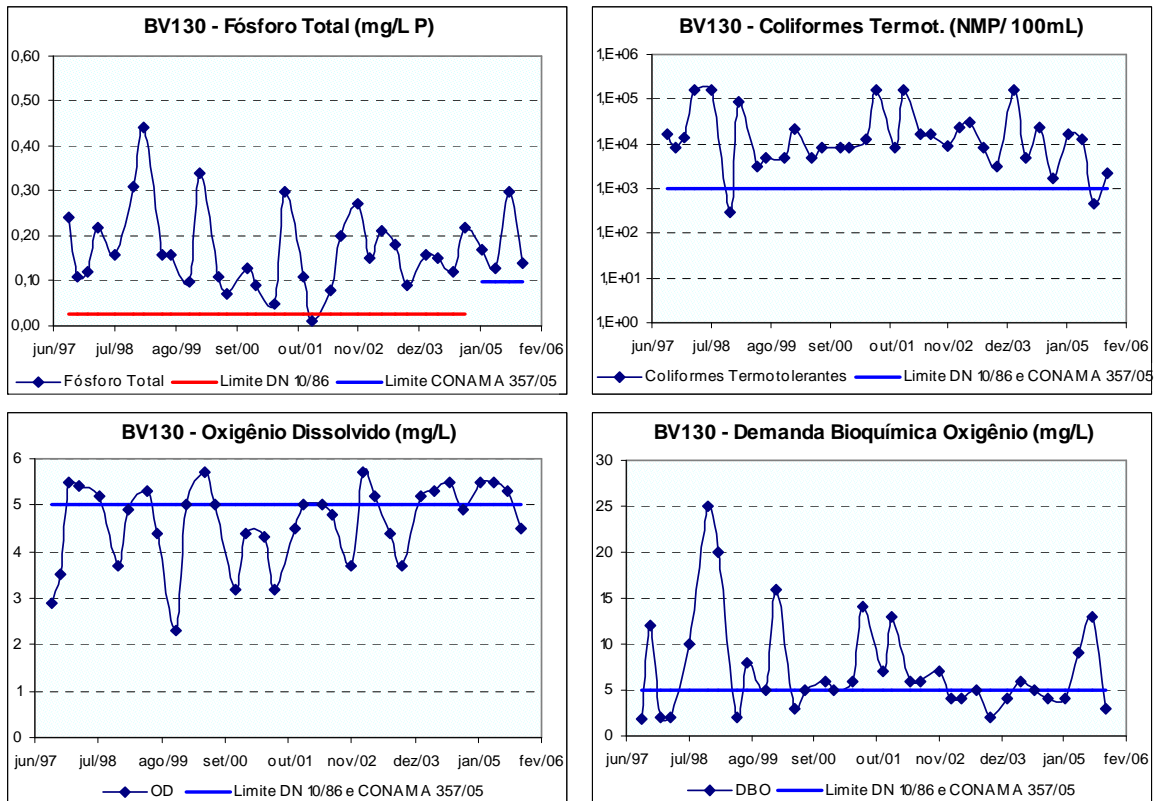 BV130 - Fósforo Total (mg/L P)
0,60
0,50
0,40
0,30
0,20
0,10
0,00
jun/97 jul/98 ago/99 set/00 out/01 nov/02 dez/03 jan/05 fev/06
Fósforo Total Limite DN 10/86 Limite CONAMA 357/05
BV130 - Coliformes Termot. (NMP/ 100mL)
1,E+06
1,E+05
1,E+04
1,E+03
1,E+02
1,E+01
1,E+00
jun/97 jul/98 ago/99 set/00 out/01 nov/02 dez/03 jan/05 fev/06
Coliformes Termotolerantes Limite DN 10/86 e CONAMA 357/05
BV130 - Oxigênio Dissolvido (mg/L)
6
5
4
3
2
1
0
jun/97 jul/98 ago/99 set/00 out/01 nov/02 dez/03 jan/05 fev/06
OD Limite DN 10/86 e CONAMA 357/05
BV130 - Demanda Bioquímica Oxigênio (mg/L)
30
25
20
15
10
5
0
jun/97 jul/98 ago/99 set/00 out/01 nov/02 dez/03 jan/05 fev/06
DBO Limite DN 10/86 e CONAMA 357/05